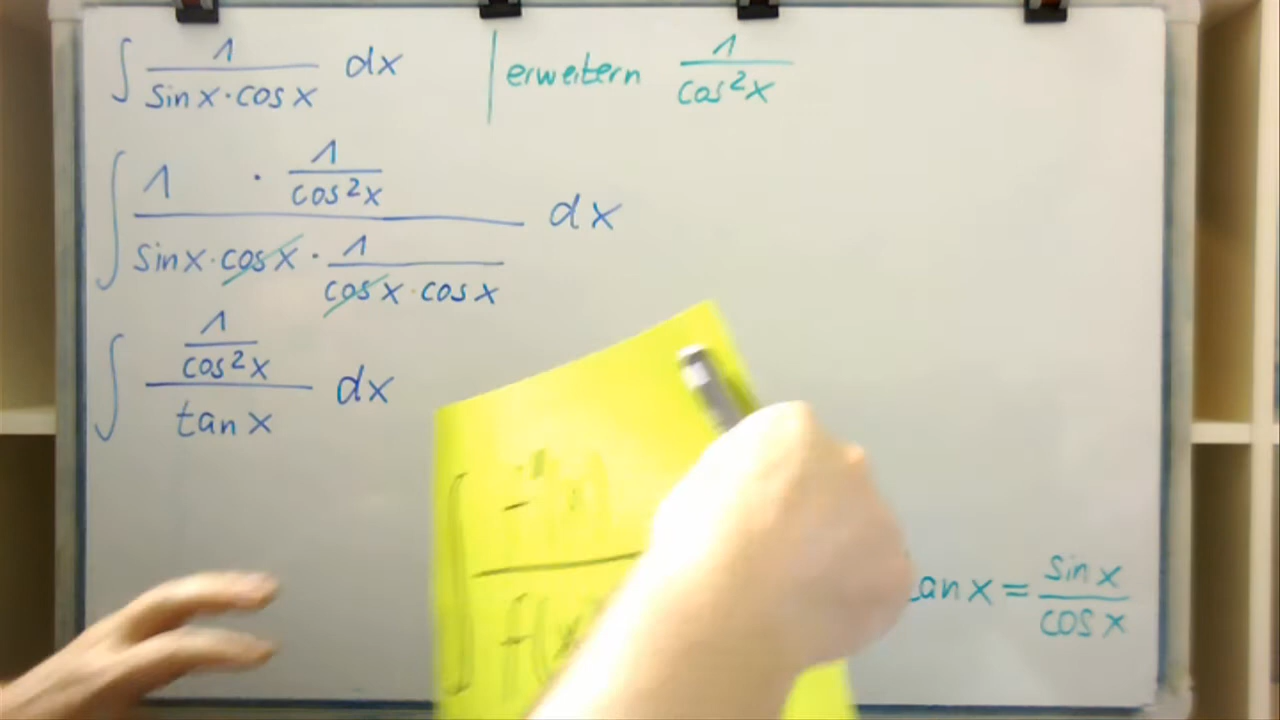 ∫ 1/(sin x · cos x) dx | erweitern 1/(cos²x)
∫ (1 · 1/(cos²x))/(sin x · cos x · 1/(cos x · cos x)) dx
∫ (1/(cos²x))/(tan x) dx
an x = (sin x)/(cos x)